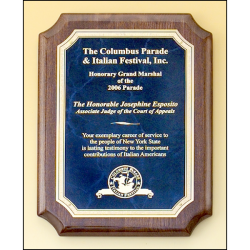 The Columbus Parade
& Italian Festival, Inc.
Honorary Grand Marshal
of the
2006 Parade
The Honorable Josephine Esposito
Associate Judge of the Court of Appeals
Your exemplary career of service to
the people of New York State
is lasting testimony to the important
contributions of Italian Americans